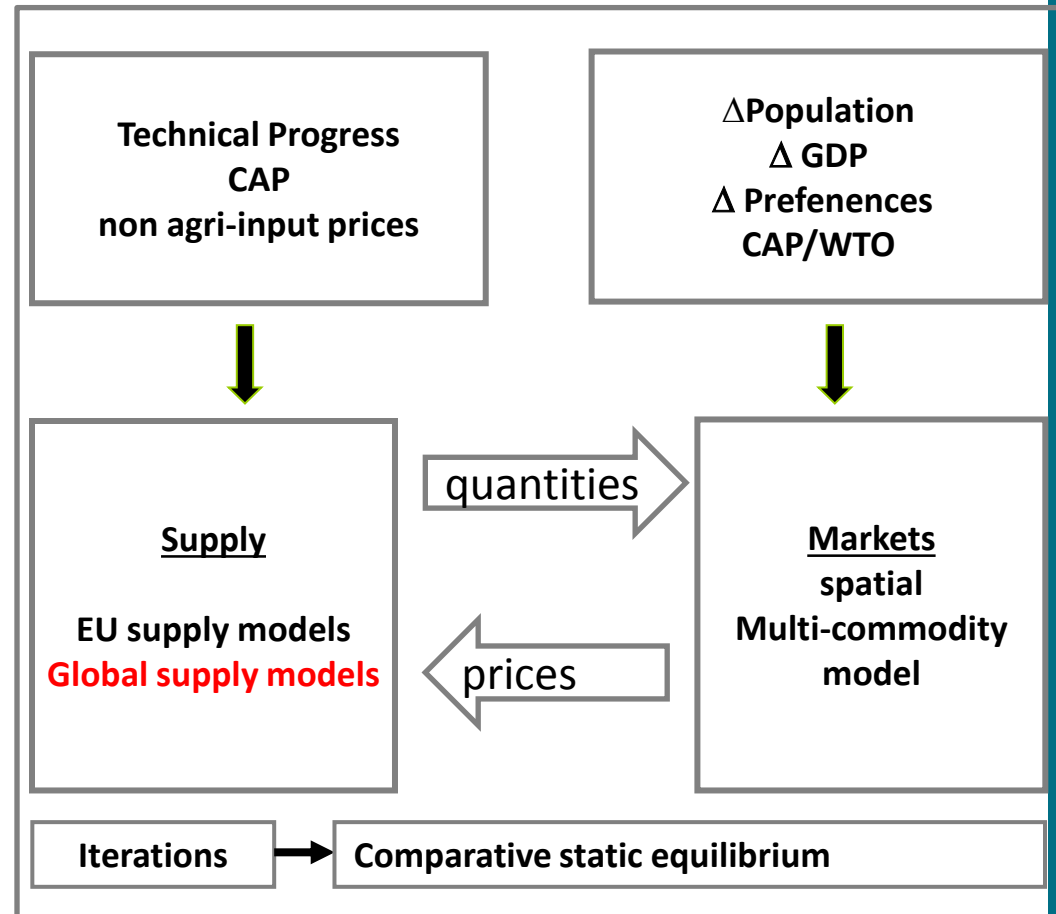 Technical Progress
CAP
non agri-input prices
∆Population
Δ GDP
Δ Prefenences
CAP/WTO
Supply
EU supply models
Global supply models
quantities
prices
Markets
spatial
Multi-commodity
model
Iterations
Comparative static equilibrium